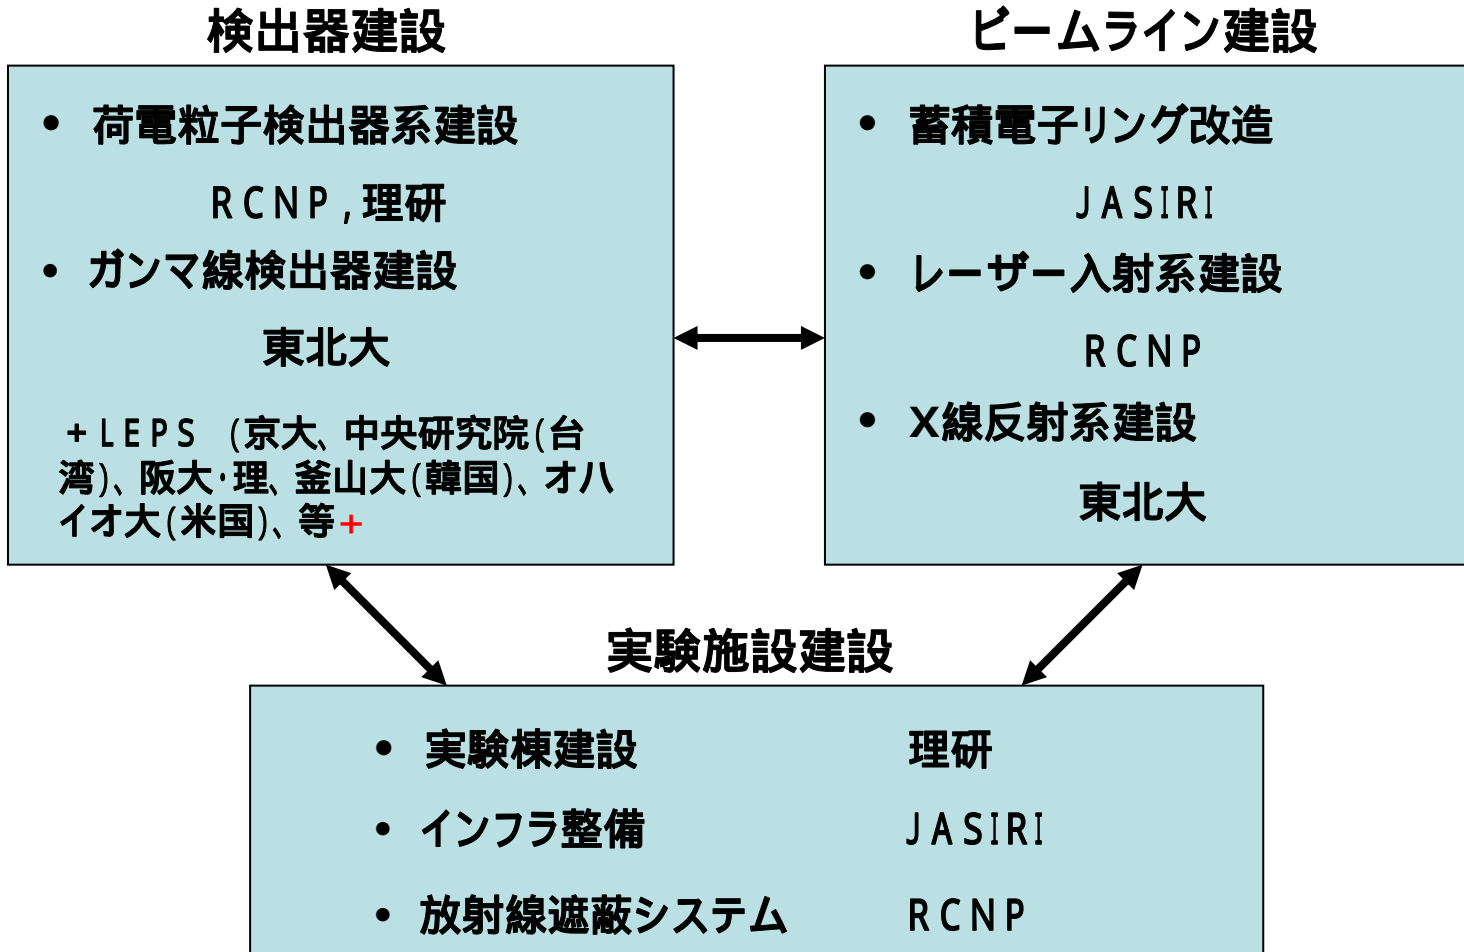 検出器建設
• 荷電粒子検出器系建設
RCNP,理研
• ガンマ線検出器建設
東北大
+LEPS (京大、中央研究院(台
湾)、阪大・理、釜山大(韓国)、オハ
イオ大(米国)、等+
ビームライン建設
• 蓄積電子リング改造
JASIRI
• レーザー入射系建設
RCNP
• X線反射系建設
東北大
実験施設建設
• 実験棟建設 理研
• インフラ整備 JASIRI
• 放射線遮蔽システム RCNP